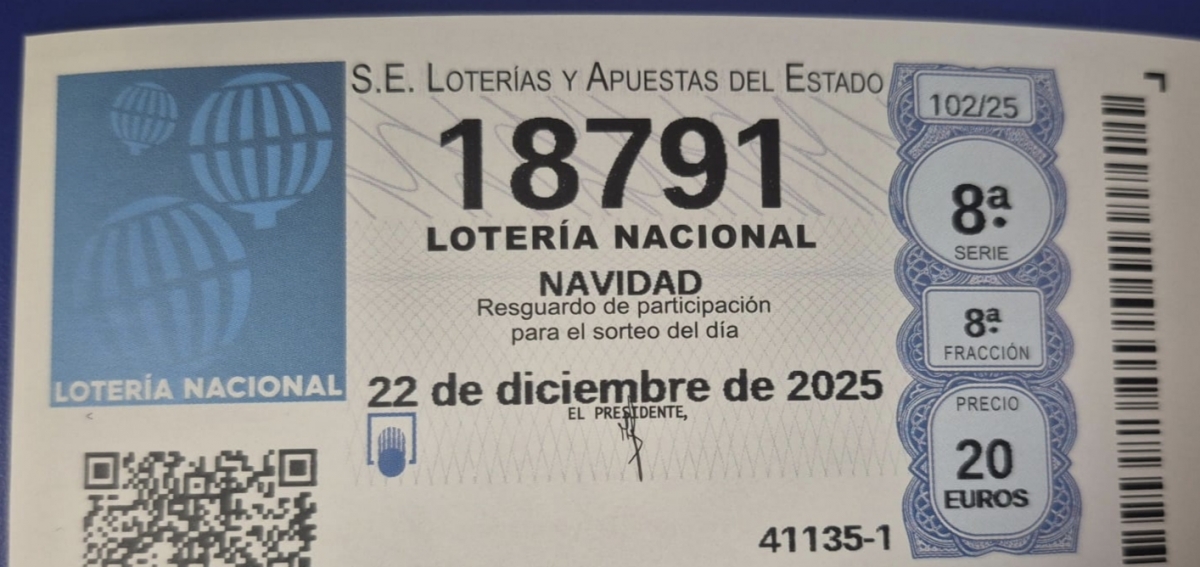 S.E. LOTERÍAS Y APUESTAS DEL ESTADO
102/25
18791
8ª
SERIE
LOTERÍA NACIONAL
NAVIDAD
Resguardo de participación
para el sorteo del día
8ª
FRACCIÓN
LOTERÍA NACIONAL
22 de diciembre de 2025
EL PRESIDENTE,
PRECIO
20
EUROS
41135-1